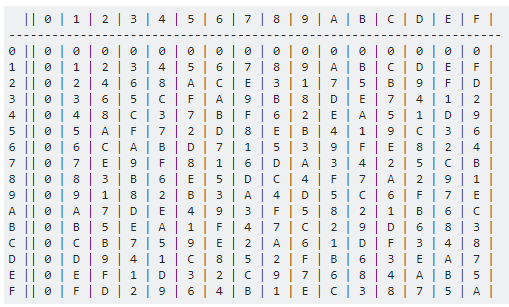 || 0 | 1 | 2 | 3 | 4 | 5 | 6 | 7 | 8 | 9 | A | B | C | D | E | F |
--------------------------------------------------------------------
0 || 0 | 0 | 0 | 0 | 0 | 0 | 0 | 0 | 0 | 0 | 0 | 0 | 0 | 0 | 0 | 0 |
1 || 0 | 1 | 2 | 3 | 4 | 5 | 6 | 7 | 8 | 9 | A | B | C | D | E | F |
2 || 0 | 2 | 4 | 6 | 8 | A | C | E | 3 | 1 | 7 | 5 | B | 9 | F | D |
3 || 0 | 3 | 6 | 5 | C | F | A | 9 | B | 8 | D | E | 7 | 4 | 1 | 2 |
4 || 0 | 4 | 8 | C | 3 | 7 | B | F | 6 | 2 | E | A | 5 | 1 | D | 9 |
5 || 0 | 5 | A | F | 7 | 2 | D | 8 | E | B | 4 | 1 | 9 | C | 3 | 6 |
6 || 0 | 6 | C | A | B | D | 7 | 1 | 5 | 3 | 9 | F | E | 8 | 2 | 4 |
7 || 0 | 7 | E | 9 | F | 8 | 1 | 6 | D | A | 3 | 4 | 2 | 5 | C | B |
8 || 0 | 8 | 3 | B | 6 | E | 5 | D | C | 4 | F | 7 | A | 2 | 9 | 1 |
9 || 0 | 9 | 1 | 8 | 2 | B | 3 | A | 4 | D | 5 | C | 6 | F | 7 | E |
A || 0 | A | 7 | D | E | 4 | 9 | 3 | F | 5 | 8 | 2 | 1 | B | 6 | C |
B || 0 | B | 5 | E | A | 1 | F | 4 | 7 | C | 2 | 9 | D | 6 | 8 | 3 |
C || 0 | C | B | 7 | 5 | 9 | E | 2 | A | 6 | 1 | D | F | 3 | 4 | 8 |
D || 0 | D | 9 | 4 | 1 | C | 8 | 5 | 2 | F | B | 6 | 3 | E | A | 7 |
E || 0 | E | F | 1 | D | 3 | 2 | C | 9 | 7 | 6 | 8 | 4 | A | B | 5 |
F || 0 | F | D | 2 | 9 | 6 | 4 | B | 1 | E | C | 3 | 8 | 7 | 5 | A |